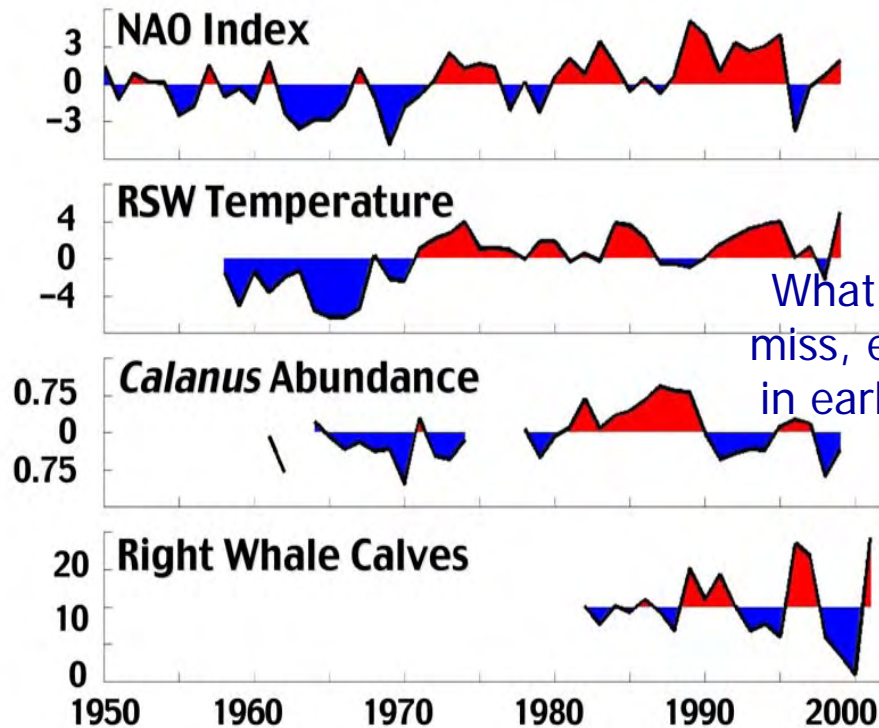 NAO Index
3
0
−3
RSW Temperature
4
0
−4
What
miss, e
in earl
Calanus Abundance
0.75
0
0.75
Right Whale Calves
20
10
0
1950 1960 1970 1980 1990 2000